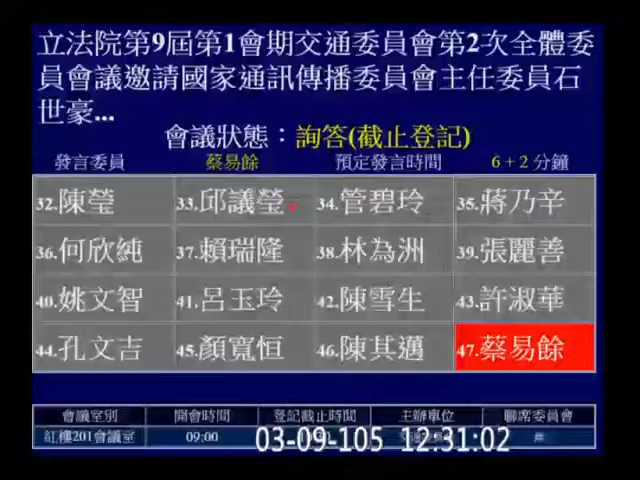 立法院第9屆第1會期交通委員會第2次全體委
員會議邀請國家通訊傳播委員會主任委員石
世豪...
會議狀態：詢答(截止登記)
發言委員 蔡易餘 預定發言時間 6 + 2 分鐘
32.陳瑩 33.邱議瑩 34.管碧玲 35.蔣乃辛
36.何欣純 37.賴瑞隆 38.林為洲 39.張麗善
40.姚文智 41.呂玉玲 42.陳雪生 43.許淑華
44.孔文吉 45.顏寬恒 46.陳其邁 47.蔡易餘
會議室別 開會時間 登記截止時間 主辦單位 聯席委員會
紅樓201會議室 09:00
03-09-105 12:31:02